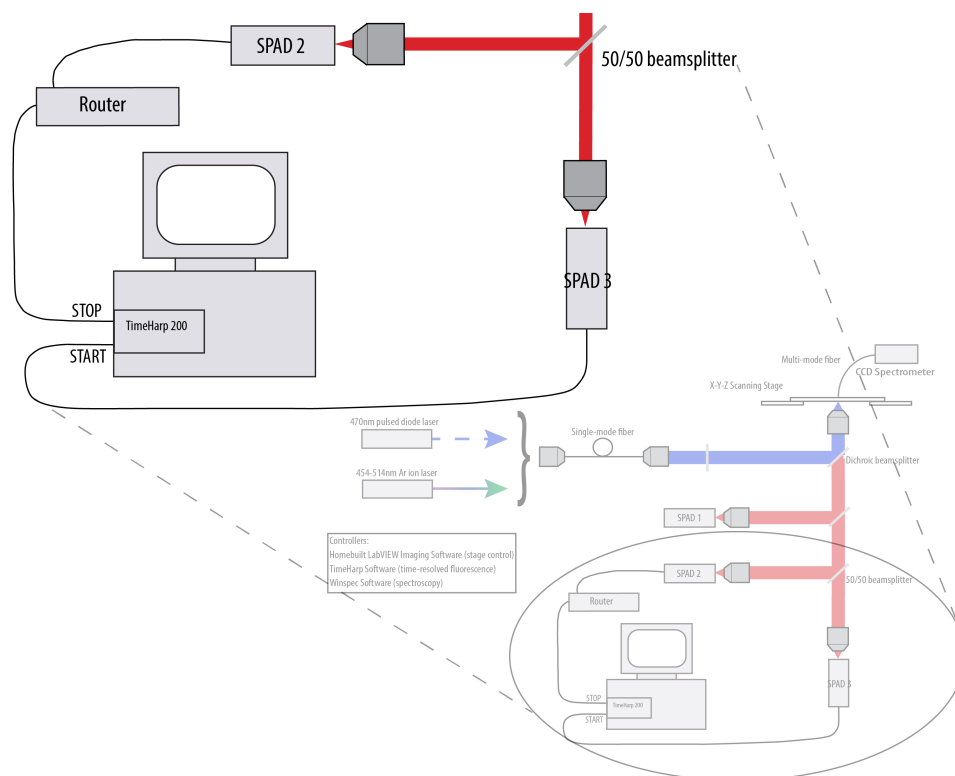 SPAD 2
50/50 beamsplitter
Router
SPAD 3
STOP
TimeHarp 200
START
Multi-mode fiber
CCD Spectrometer
X-Y-Z Scanning Stage
470nm pulsed diode laser
Single-mode fiber
Dichroic beamsplitter
454-514nm Ar ion laser
SPAD 1
Controllers:
Homebuilt LabVIEW Imaging Software (stage control)
TimeHarp Software (time-resolved fluorescence)
Winspec Software (spectroscopy)
SPAD 2
50/50 beamsplitter
Router
SPAD 3
STOP
TimeHarp 200
START